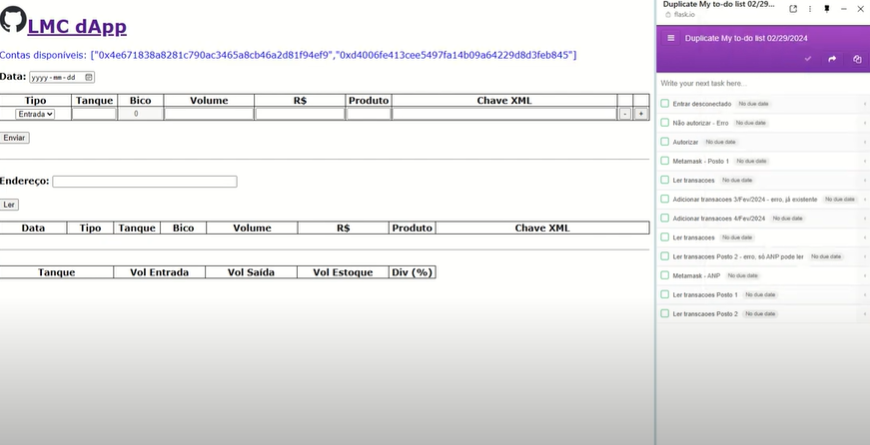 LMC dApp
Contas disponíveis: ["0x4e671838a8281c790ac3465a8cb46a2d81f94ef9","0xd4006fe413cee5497fa14b09a64229d8d3feb845"]
Data: yyyy-mm-dd
Tipo Tanque Bico Volume R$ Produto Chave XML
Entrada 0 - +
Enviar
Endereço:
Ler
Data Tipo Tanque Bico Volume R$ Produto Chave XML
Tanque Vol Entrada Vol Saída Vol Estoque Div (%)
Duplicate My to-do list 02/29...
flask.io
Duplicate My to-do list 02/29/2024
Write your next task here...
Entrar desconectado No due date
Não autorizar - Erro No due date
Autorizar No due date
Metamask - Posto 1 No due date
Ler transacoes No due date
Adicionar transacoes 3/Fev/2024 - erro, já existente No due date
Adicionar transacoes 4/Fev/2024 No due date
Ler transacoes No due date
Ler transacoes Posto 2 - erro, só ANP pode ler No due date
Metamask - ANP No due date
Ler transacoes Posto 1 No due date
Ler transcaoes Posto 2 No due date